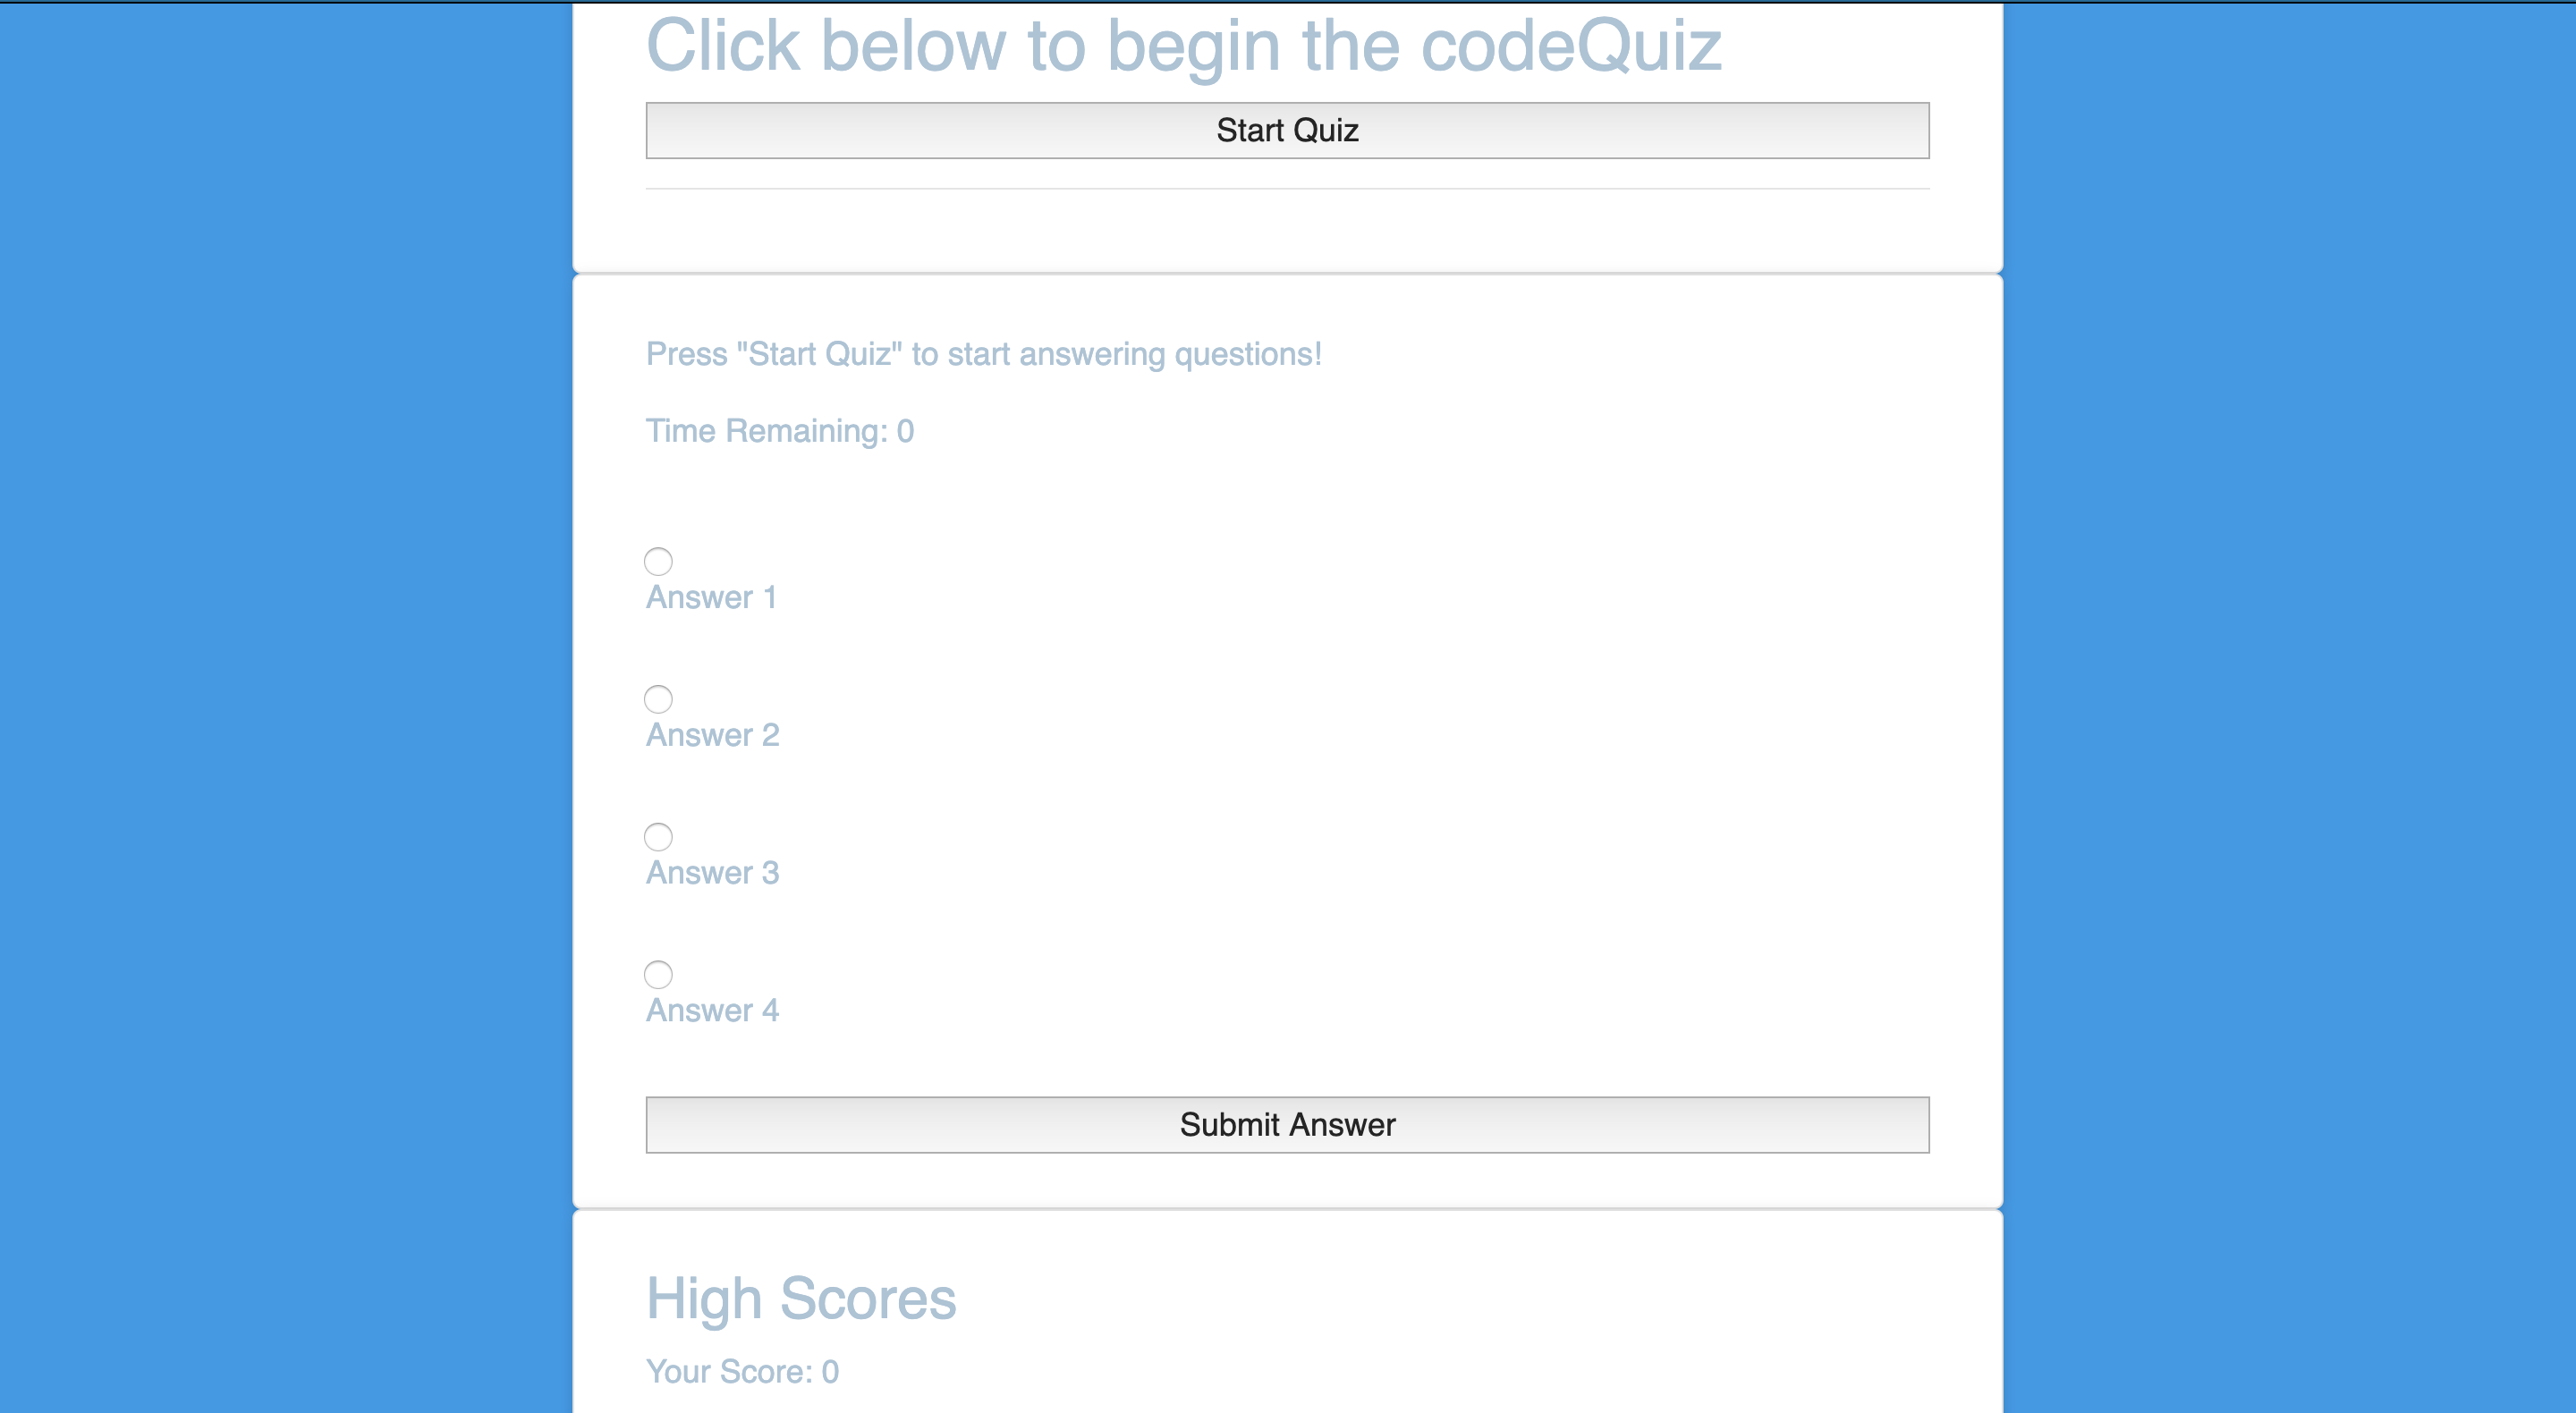 Click below to begin the codeQuiz
Start Quiz
Press "Start Quiz" to start answering questions!
Time Remaining: 0
Answer 1
Answer 2
Answer 3
Answer 4
Submit Answer
High Scores
Your Score: 0